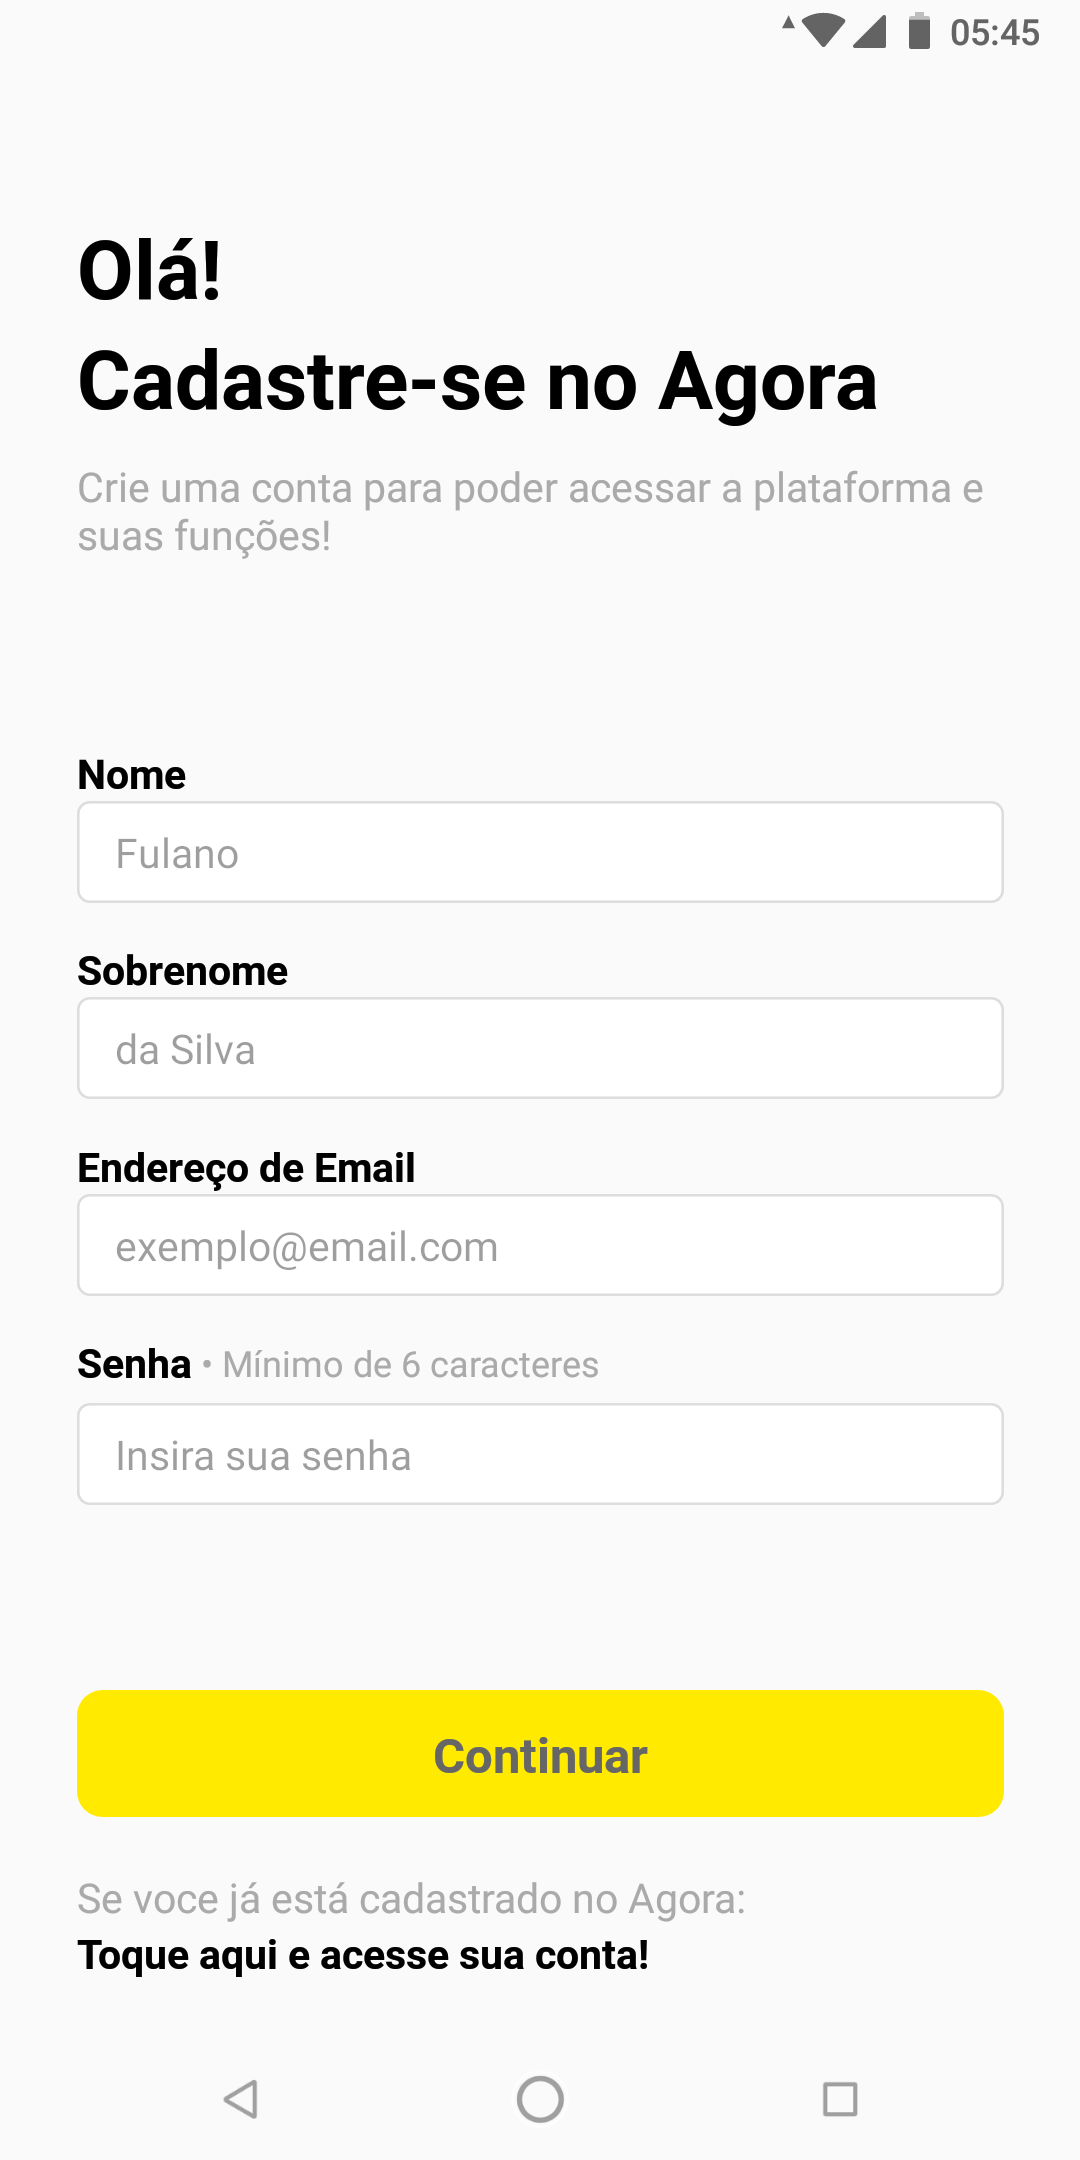 05:45
Olá!
Cadastre-se no Agora
Crie uma conta para poder acessar a plataforma e
suas funções!
Nome
Fulano
Sobrenome
da Silva
Endereço de Email
exemplo@email.com
Senha • Mínimo de 6 caracteres
Insira sua senha
Continuar
Se voce já está cadastrado no Agora:
Toque aqui e acesse sua conta!